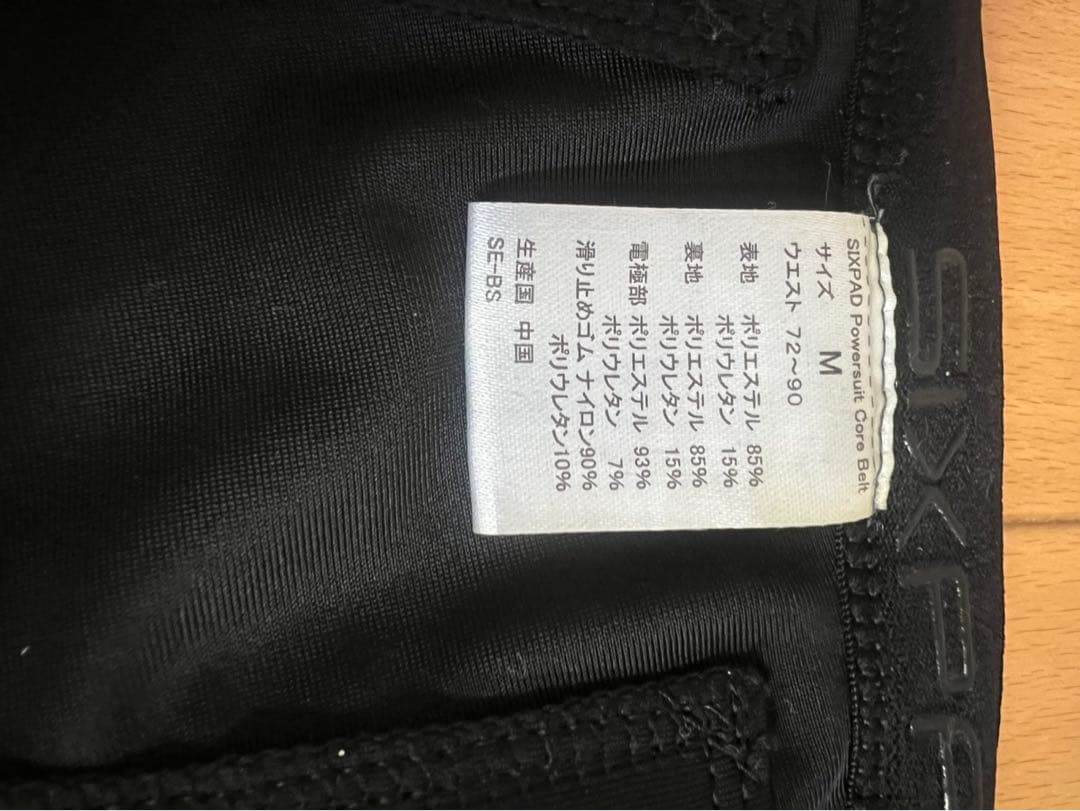 SIXPAD Powersuit Core Belt
サイズ M
ウエスト 72～90
表地 ポリエステル 85%
ポリウレタン 15%
裏地 ポリエステル 85%
ポリウレタン 15%
電極部 ポリエステル 93%
ポリウレタン 7%
滑り止めゴム ナイロン90%
ポリウレタン10%
生産国 中国
SE-BS
SIXPA